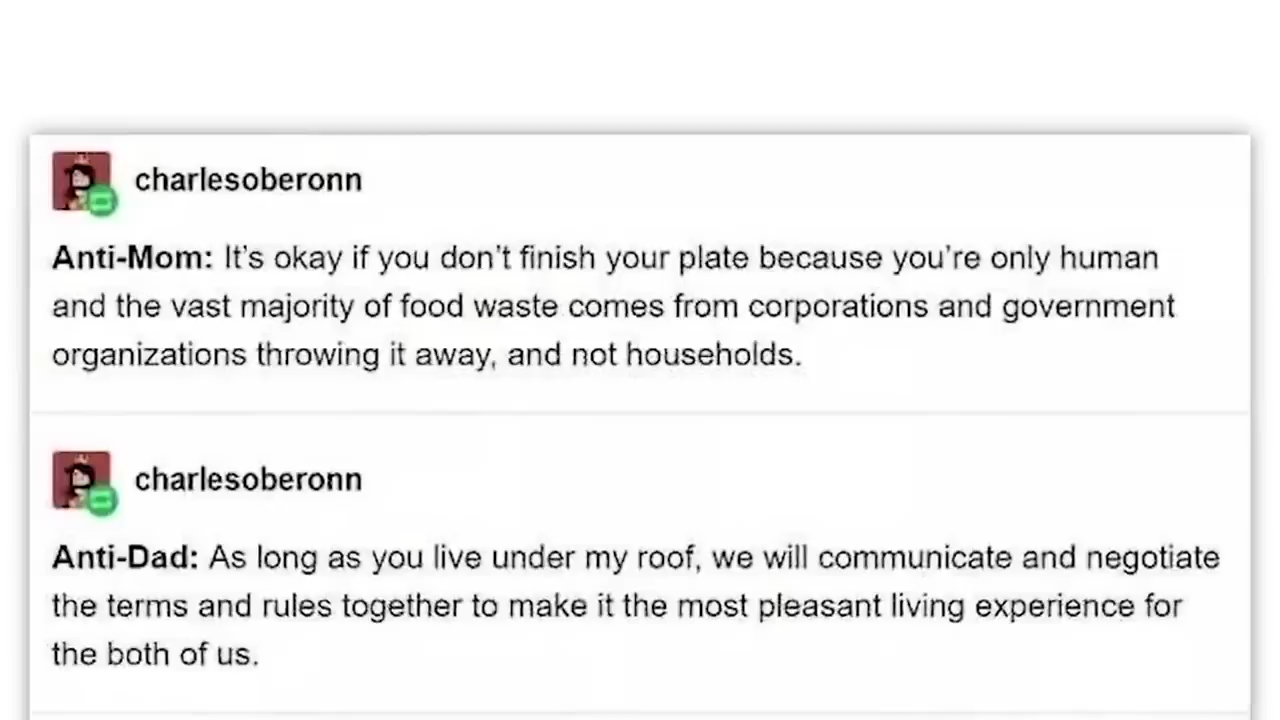 charlesoberonn
Anti-Mom: It's okay if you don't finish your plate because you're only human
and the vast majority of food waste comes from corporations and government
organizations throwing it away, and not households.
charlesoberonn
Anti-Dad: As long as you live under my roof, we will communicate and negotiate
the terms and rules together to make it the most pleasant living experience for
the both of us.